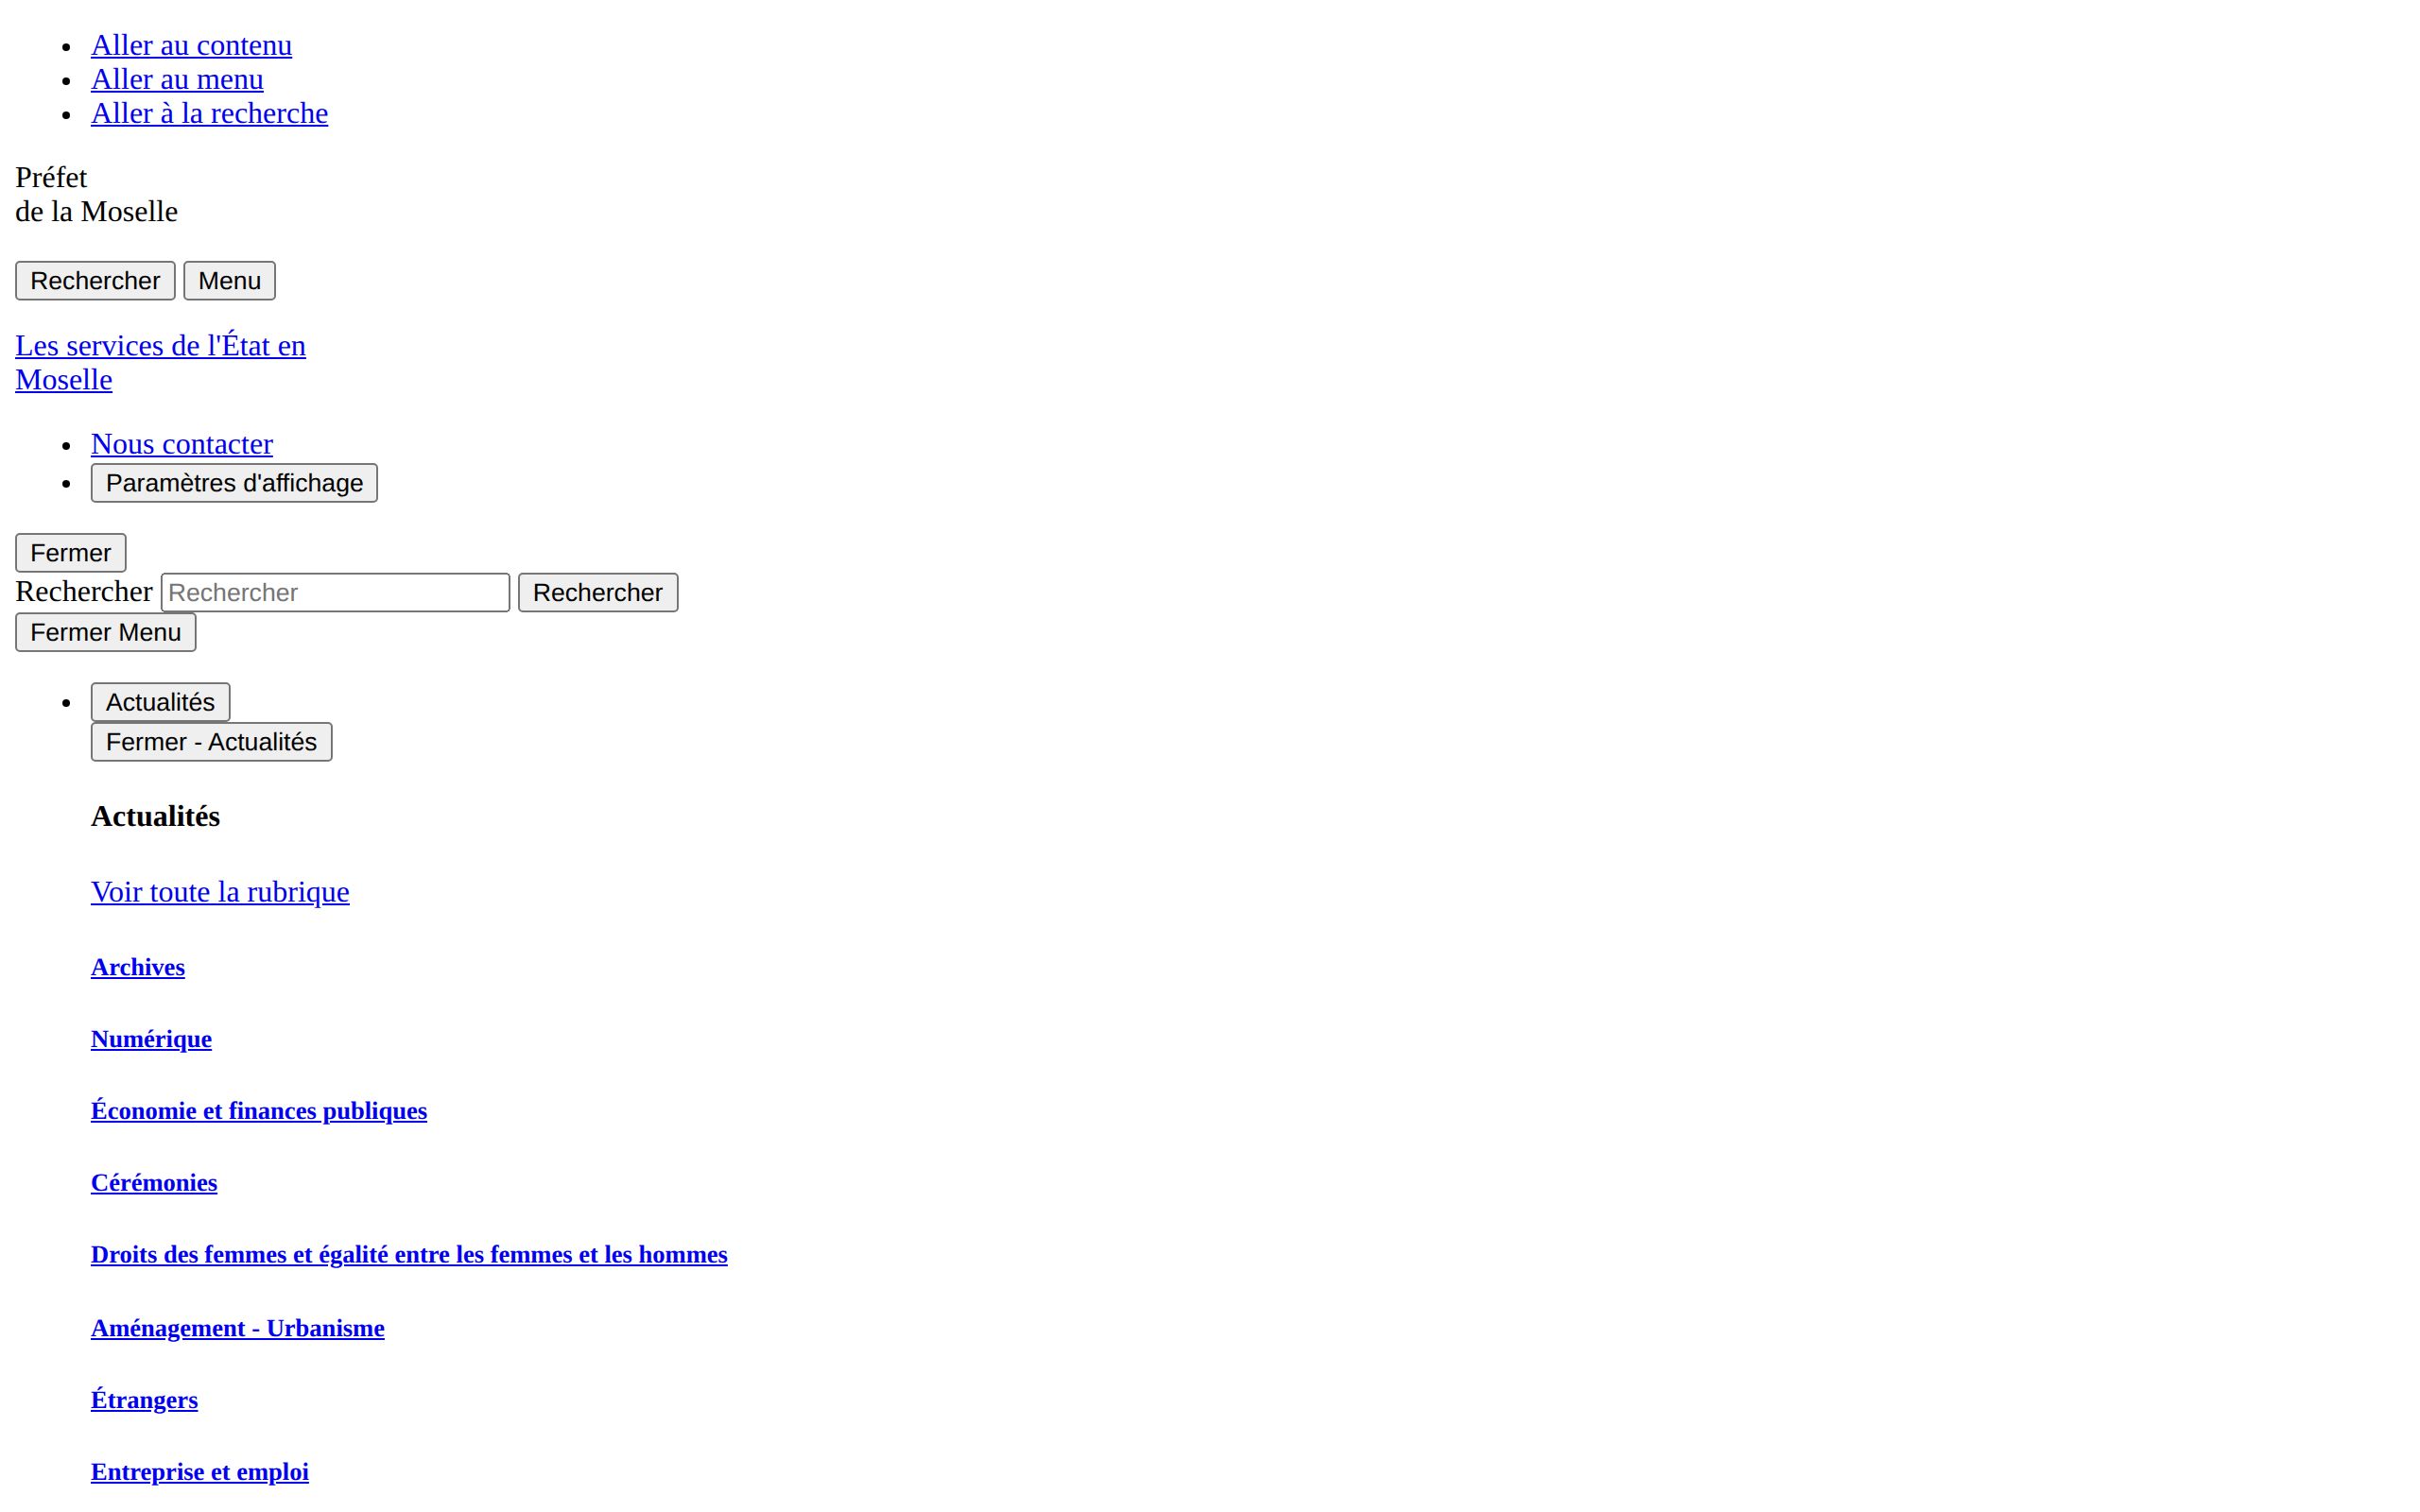 Aller au contenu
Aller au menu
Aller à la recherche
Préfet
de la Moselle
Rechercher Menu
Les services de l'État en
Moselle
Nous contacter
Paramètres d'affichage
Fermer
Rechercher Rechercher Rechercher
Fermer Menu
Actualités
Fermer - Actualités
Actualités
Voir toute la rubrique
Archives
Numérique
Économie et finances publiques
Cérémonies
Droits des femmes et égalité entre les femmes et les hommes
Aménagement - Urbanisme
Étrangers
Entreprise et emploi